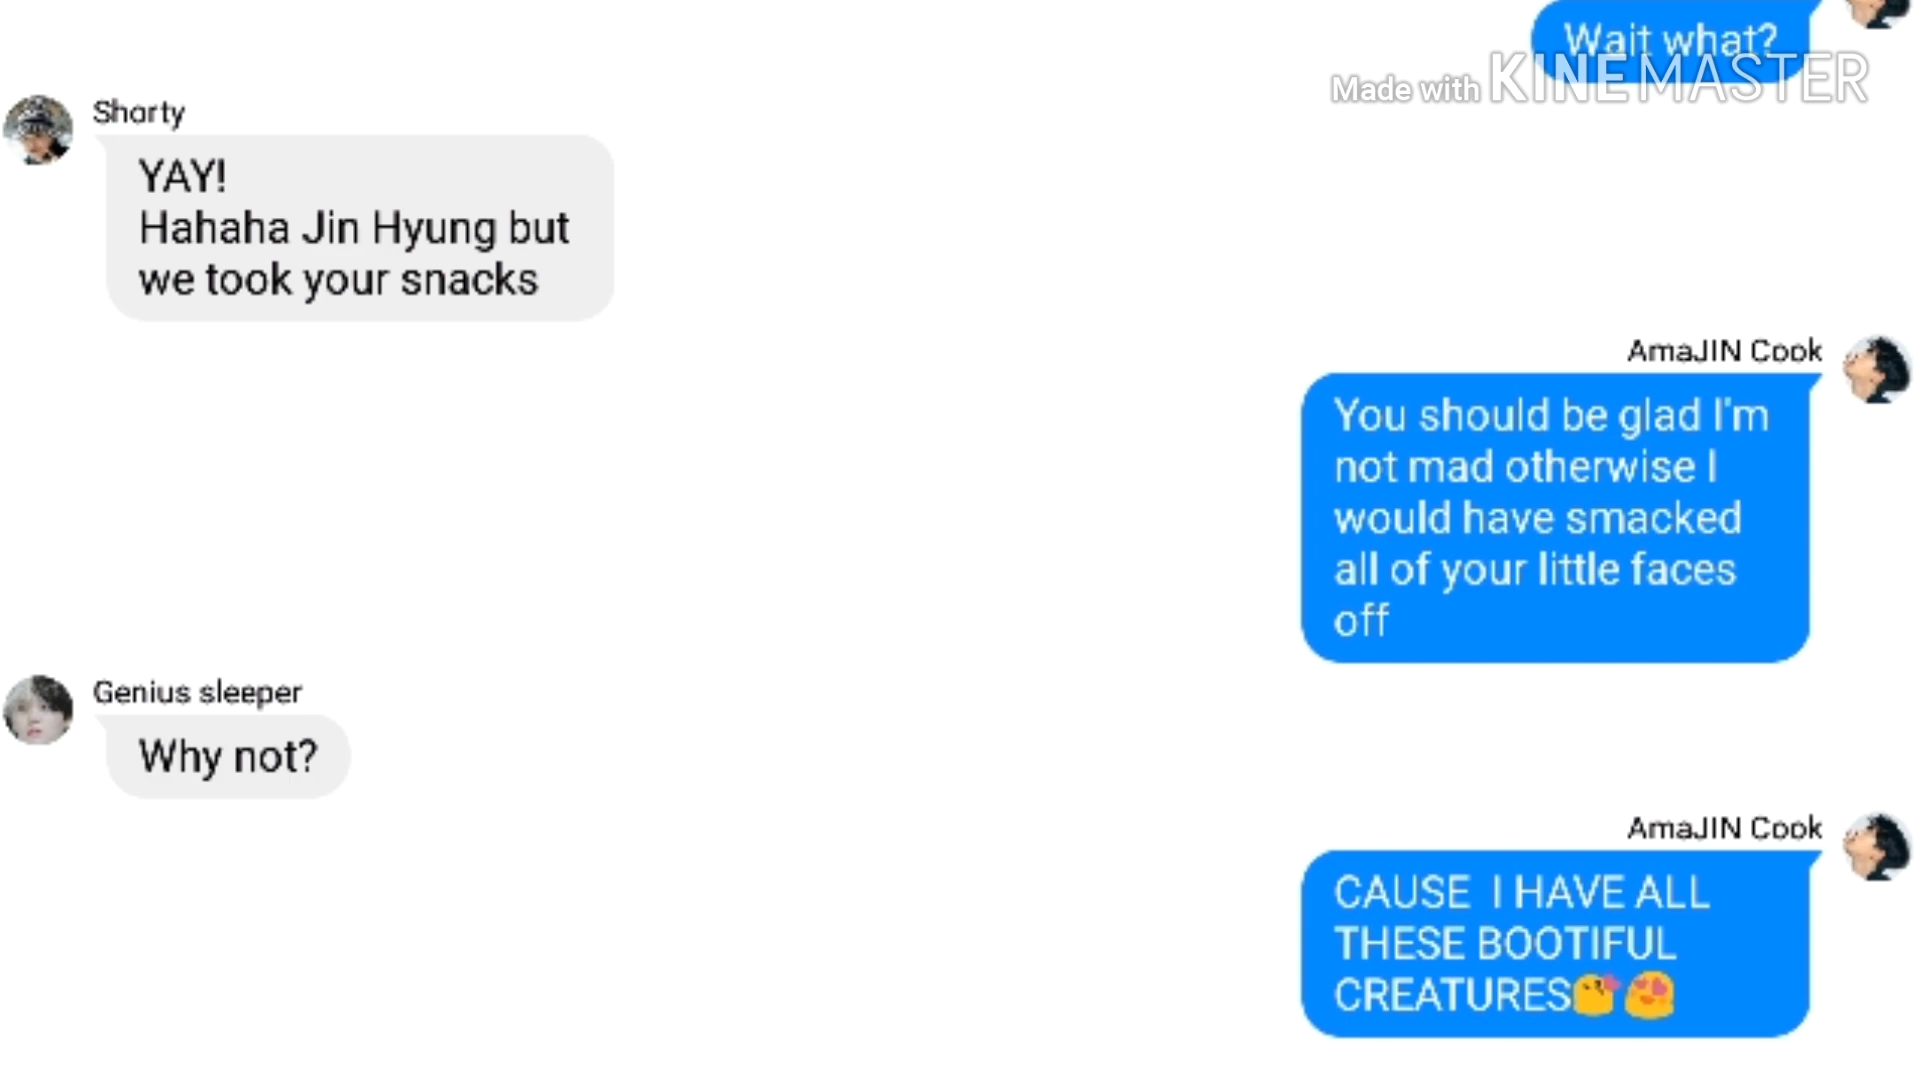 Wait what?
Made with KINEMASTER
Shorty
YAY!
Hahaha Jin Hyung but
we took your snacks
AmaJIN Cook
You should be glad I'm
not mad otherwise I
would have smacked
all of your little faces
off
Genius sleeper
Why not?
AmaJIN Cook
CAUSE  I HAVE ALL
THESE BOOTIFUL
CREATURES😘😍